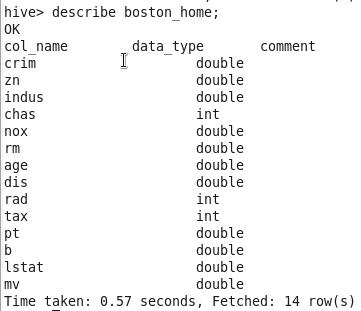 hive> describe boston_home;
OK
col_name data_type comment
crim double
zn double
indus double
chas int
nox double
rm double
age double
dis double
rad int
tax int
pt double
b double
lstat double
mv double
Time taken: 0.57 seconds, Fetched: 14 row(s)